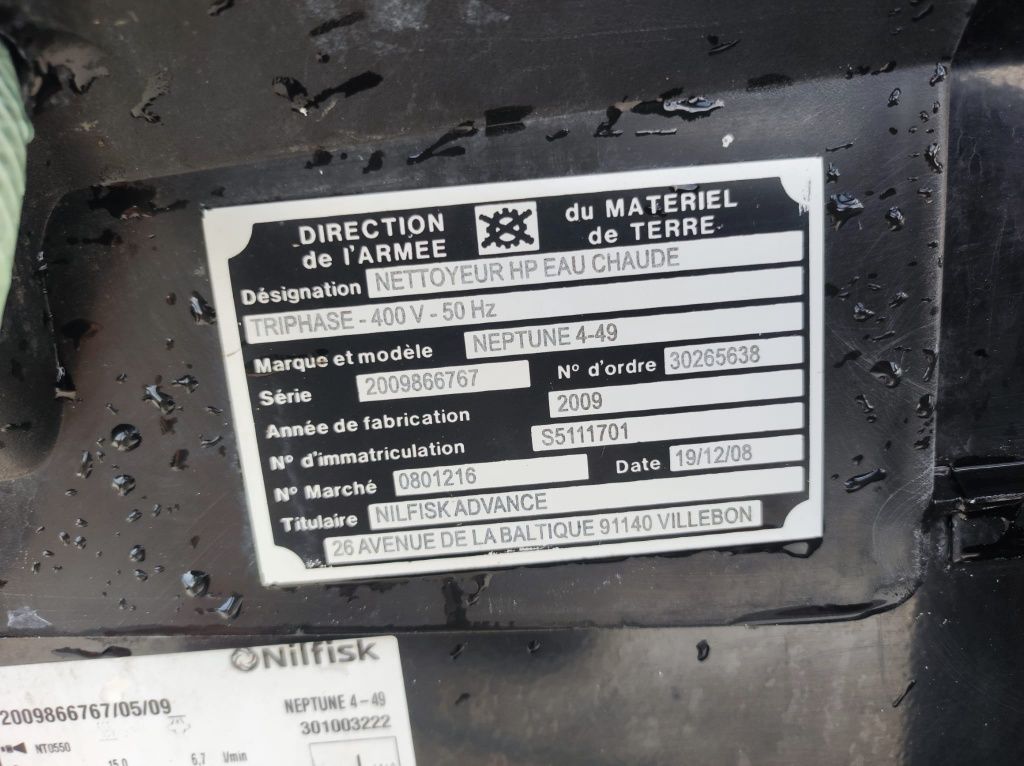 DIRECTION du MATERIEL
de l'ARMÉE de TERRE
Désignation NETTOYEUR HP EAU CHAUDE
TRIPHASE - 400 V - 50 Hz
Marque et modèle NEPTUNE 4-49
Série 2009866767 N° d'ordre 30265638
Année de fabrication 2009
N° d'immatriculation S5111701
N° Marché 0801216 Date 19/12/08
Titulaire NILFISK ADVANCE
26 AVENUE DE LA BALTIQUE 91140 VILLEBON
Nilfisk
2009866767/05/09 NEPTUNE 4-49
301003222
NT0550
15.0 6,7 l/min